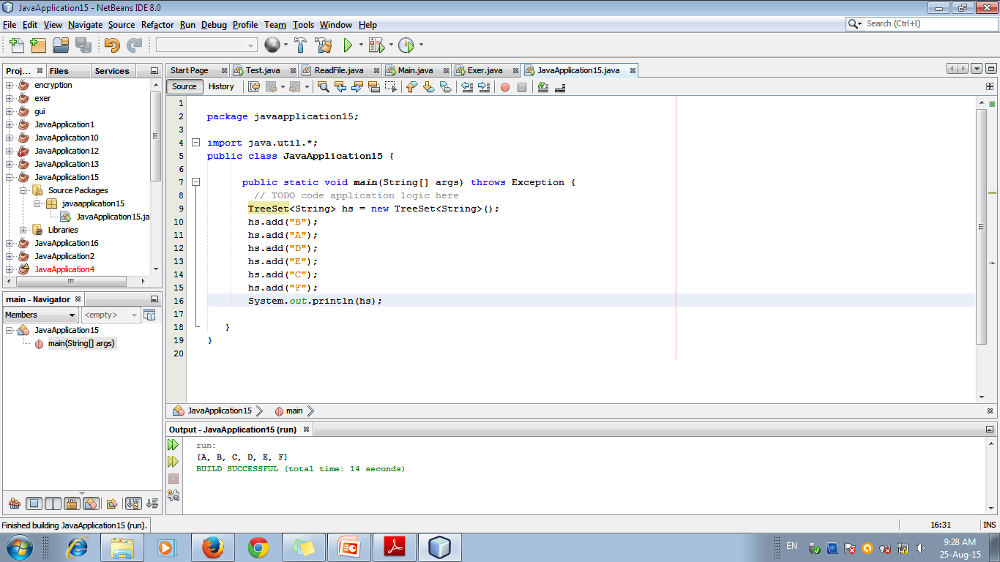 JavaApplication15 - NetBeans IDE 8.0
File Edit View Navigate Source Refactor Run Debug Profile Team Tools Window Help
Search (Ctrl+I)
Proj... Files Services
encryption
exer
gui
JavaApplication1
JavaApplication10
JavaApplication12
JavaApplication13
JavaApplication15
Source Packages
javaapplication15
JavaApplication15.ja
Libraries
JavaApplication16
JavaApplication2
JavaApplication4
main - Navigator
Members <empty>
JavaApplication15
main(String[] args)
Start Page Test.java ReadFile.java Main.java Exer.java JavaApplication15.java
Source History
1
2 package javaapplication15;
3
4 import java.util.*;
5 public class JavaApplication15 {
6
7 public static void main(String[] args) throws Exception {
8 // TODO code application logic here
9 TreeSet<String> hs = new TreeSet<String>();
10 hs.add("B");
11 hs.add("A");
12 hs.add("D");
13 hs.add("E");
14 hs.add("C");
15 hs.add("F");
16 System.out.println(hs);
17
18 }
19 }
20
JavaApplication15 main
Output - JavaApplication15 (run)
run:
[A, B, C, D, E, F]
BUILD SUCCESSFUL (total time: 14 seconds)
Finished building JavaApplication15 (run).
16:31 INS
EN
9:28 AM
25-Aug-15